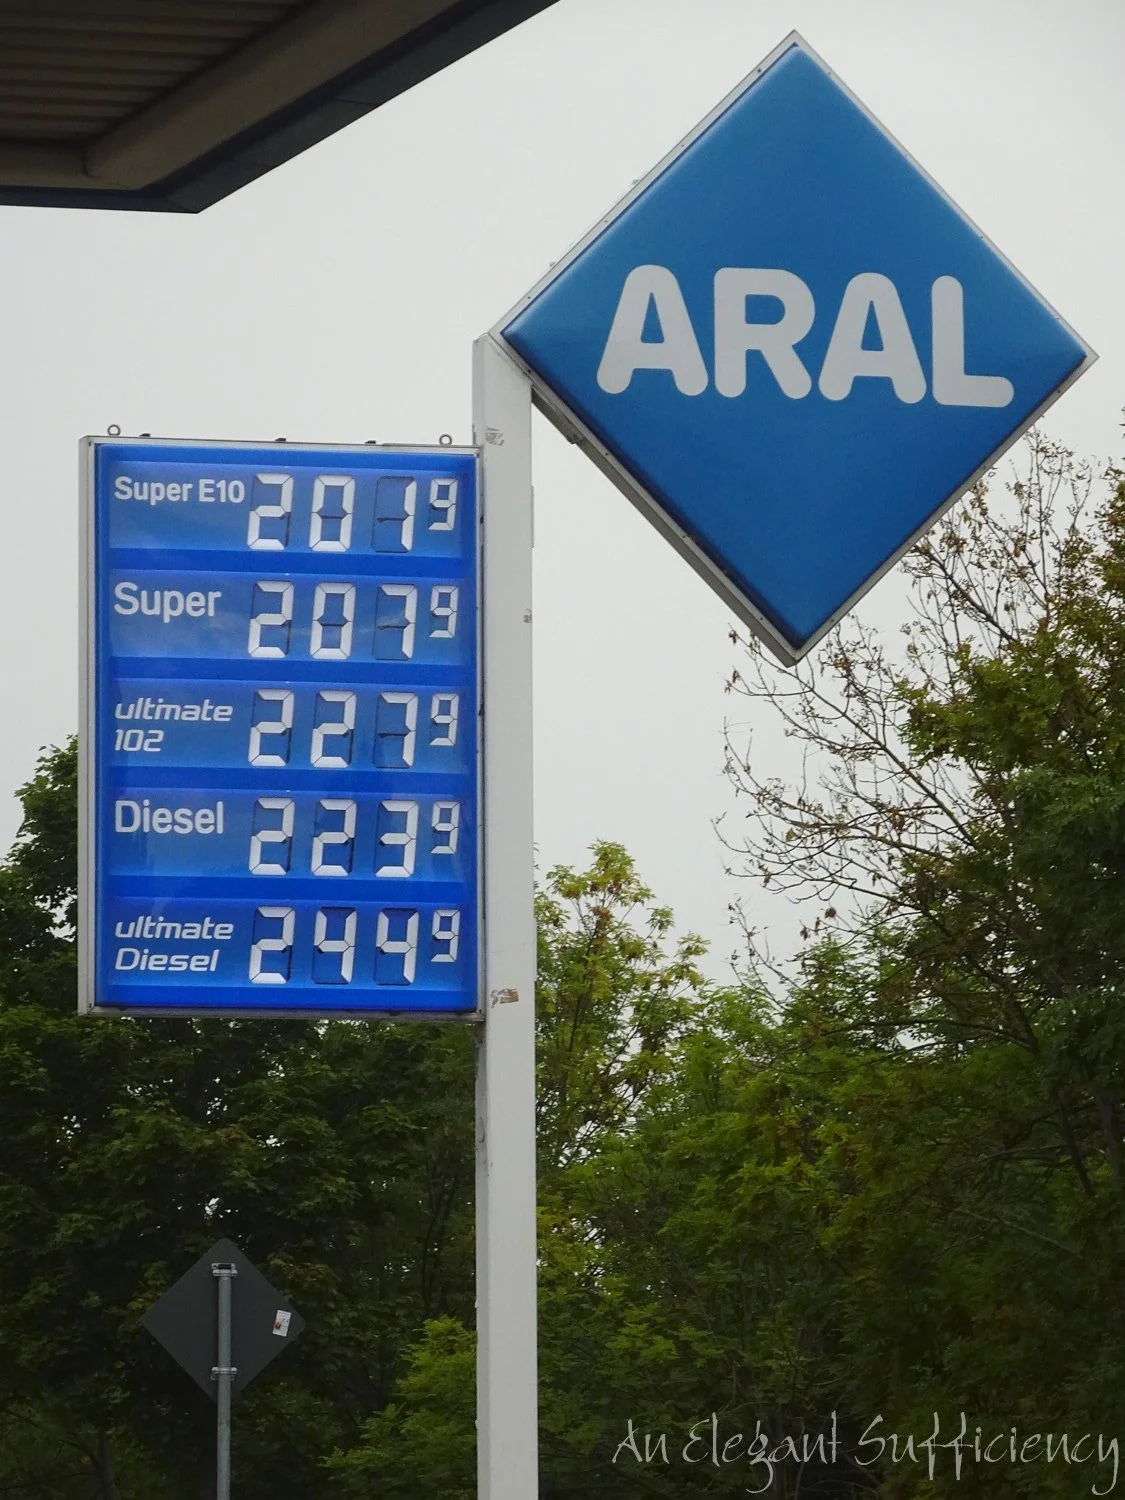 ARAL
Super E10 201⁹
Super 207⁹
ultimate
102 227⁹
Diesel 223⁹
ultimate
Diesel 244⁹
An Elegant Sufficiency